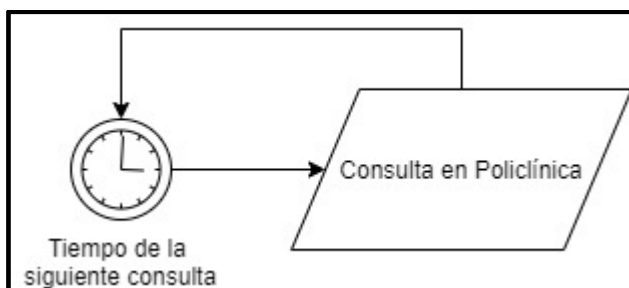 Consulta en Policlínica
Tiempo de la
siguiente consulta